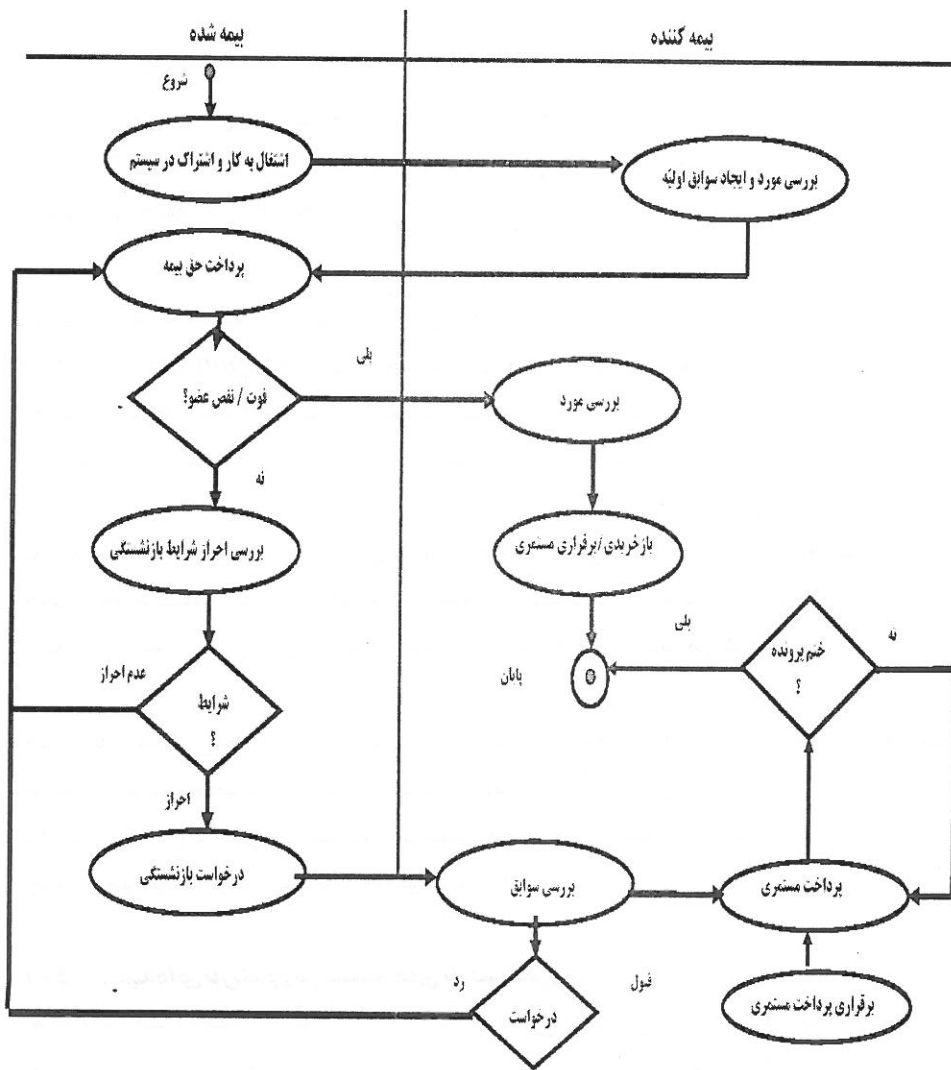 بیمه کننده
بیمه شده
شروع
اشتغال به کار و اشتراک در سیستم
بررسی مورد و ایجاد سوابق اولیّه
پرداخت حق بیمه
بلی
فوت / نقص عضو؟
بررسی مورد
نه
بررسی احراز شرایط بازنشستگی
بازخریدی/برقراری مستمری
بلی
نه
ختم پرونده
؟
پایان
عدم احراز
شرایط
؟
احراز
درخواست بازنشستگی
بررسی سوابق
پرداخت مستمری
قبول
رد
درخواست
برقراری پرداخت مستمری